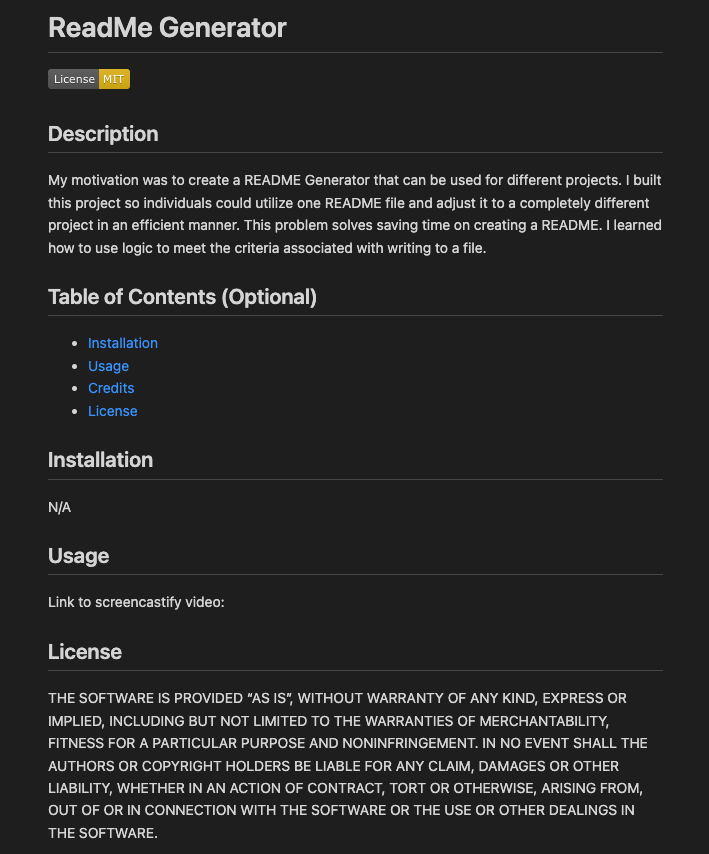 ReadMe Generator
License MIT
Description
My motivation was to create a README Generator that can be used for different projects. I built
this project so individuals could utilize one README file and adjust it to a completely different
project in an efficient manner. This problem solves saving time on creating a README. I learned
how to use logic to meet the criteria associated with writing to a file.
Table of Contents (Optional)
• Installation
• Usage
• Credits
• License
Installation
N/A
Usage
Link to screencastify video:
License
THE SOFTWARE IS PROVIDED “AS IS”, WITHOUT WARRANTY OF ANY KIND, EXPRESS OR
IMPLIED, INCLUDING BUT NOT LIMITED TO THE WARRANTIES OF MERCHANTABILITY,
FITNESS FOR A PARTICULAR PURPOSE AND NONINFRINGEMENT. IN NO EVENT SHALL THE
AUTHORS OR COPYRIGHT HOLDERS BE LIABLE FOR ANY CLAIM, DAMAGES OR OTHER
LIABILITY, WHETHER IN AN ACTION OF CONTRACT, TORT OR OTHERWISE, ARISING FROM,
OUT OF OR IN CONNECTION WITH THE SOFTWARE OR THE USE OR OTHER DEALINGS IN
THE SOFTWARE.